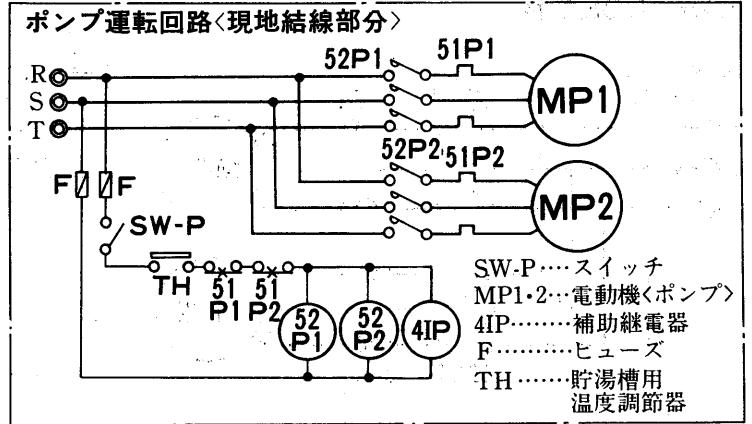 ポンプ運転回路〈現地結線部分〉
52P1
51P1
R
S
T
MP1
52P2
51P2
MP2
F
F
SW-P
TH
51
P1
51
P2
52
P1
52
P2
4IP
SW-P‥‥スイッチ
MP1・2‥電動機〈ポンプ〉
4IP‥‥‥‥補助継電器
F‥‥‥‥‥ヒューズ
TH‥‥‥貯湯槽用
温度調節器